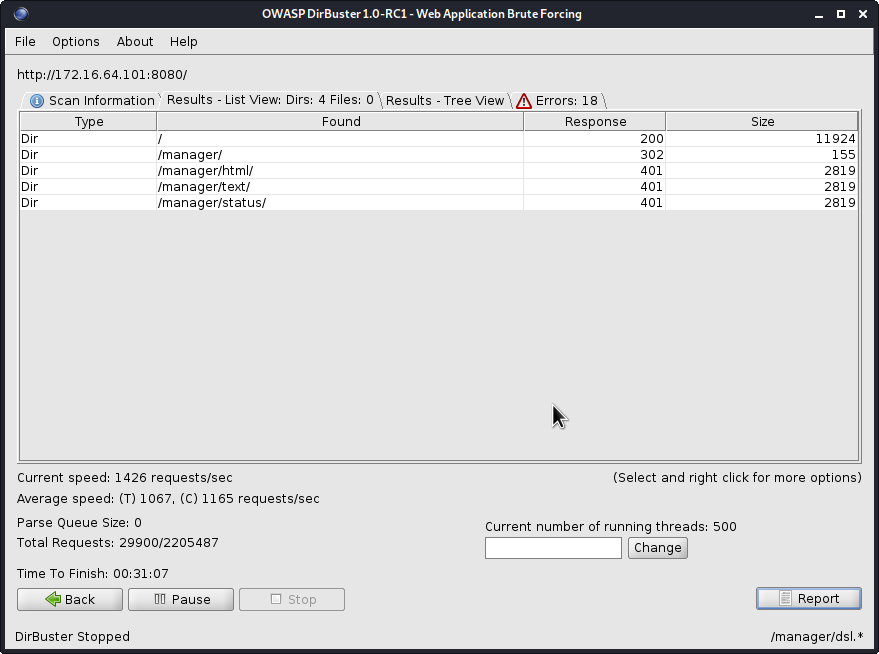 OWASP DirBuster 1.0-RC1 - Web Application Brute Forcing
File Options About Help
http://172.16.64.101:8080/
Scan Information Results - List View: Dirs: 4 Files: 0 Results - Tree View Errors: 18
Type Found Response Size
Dir / 200 11924
Dir /manager/ 302 155
Dir /manager/html/ 401 2819
Dir /manager/text/ 401 2819
Dir /manager/status/ 401 2819
Current speed: 1426 requests/sec (Select and right click for more options)
Average speed: (T) 1067, (C) 1165 requests/sec
Parse Queue Size: 0
Current number of running threads: 500
Total Requests: 29900/2205487
Change
Time To Finish: 00:31:07
Back Pause Stop Report
DirBuster Stopped /manager/dsl.*